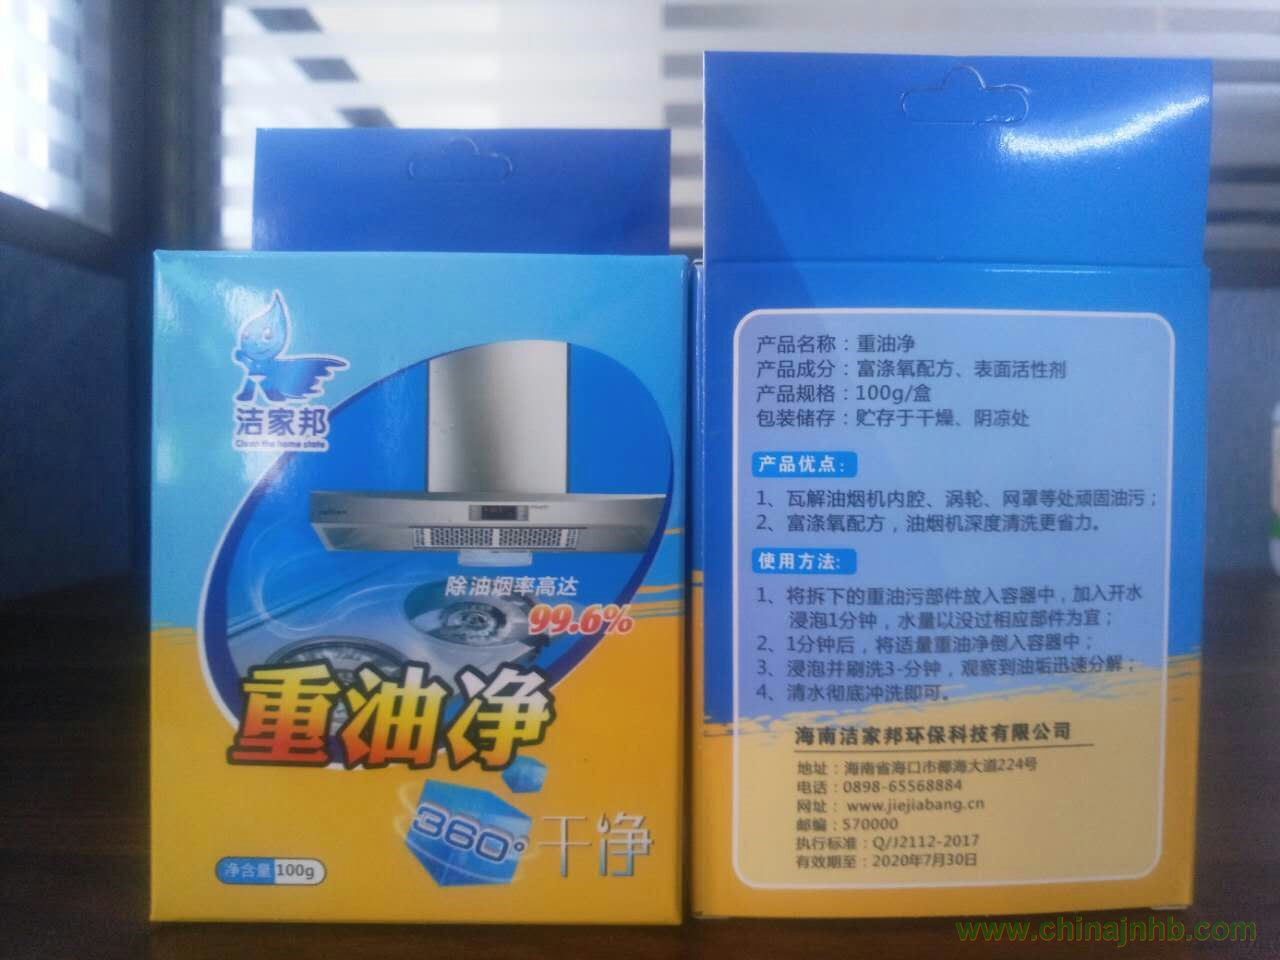 洁家邦
Clean the home state
除油烟率高达
99.6%
重油净
360°干净
净含量 100g
产品名称：重油净
产品成分：富涤氧配方、表面活性剂
产品规格：100g/盒
包装储存：贮存于干燥、阴凉处
产品优点：
1、瓦解油烟机内腔、涡轮、网罩等处顽固油污；
2、富涤氧配方，油烟机深度清洗更省力。
使用方法:
1、将拆下的重油污部件放入容器中，加入开水
浸泡1分钟，水量以没过相应部件为宜；
2、1分钟后，将适量重油净倒入容器中；
3、浸泡并刷洗3-分钟，观察到油垢迅速分解；
4、清水彻底冲洗即可。
海南洁家邦环保科技有限公司
地址：海南省海口市椰海大道224号
电话：0898-65568884
网址：www.jiejiabang.cn
邮编：570000
执行标准：Q/J2112-2017
有效期至：2020年7月30日
www.chinajnhb.com